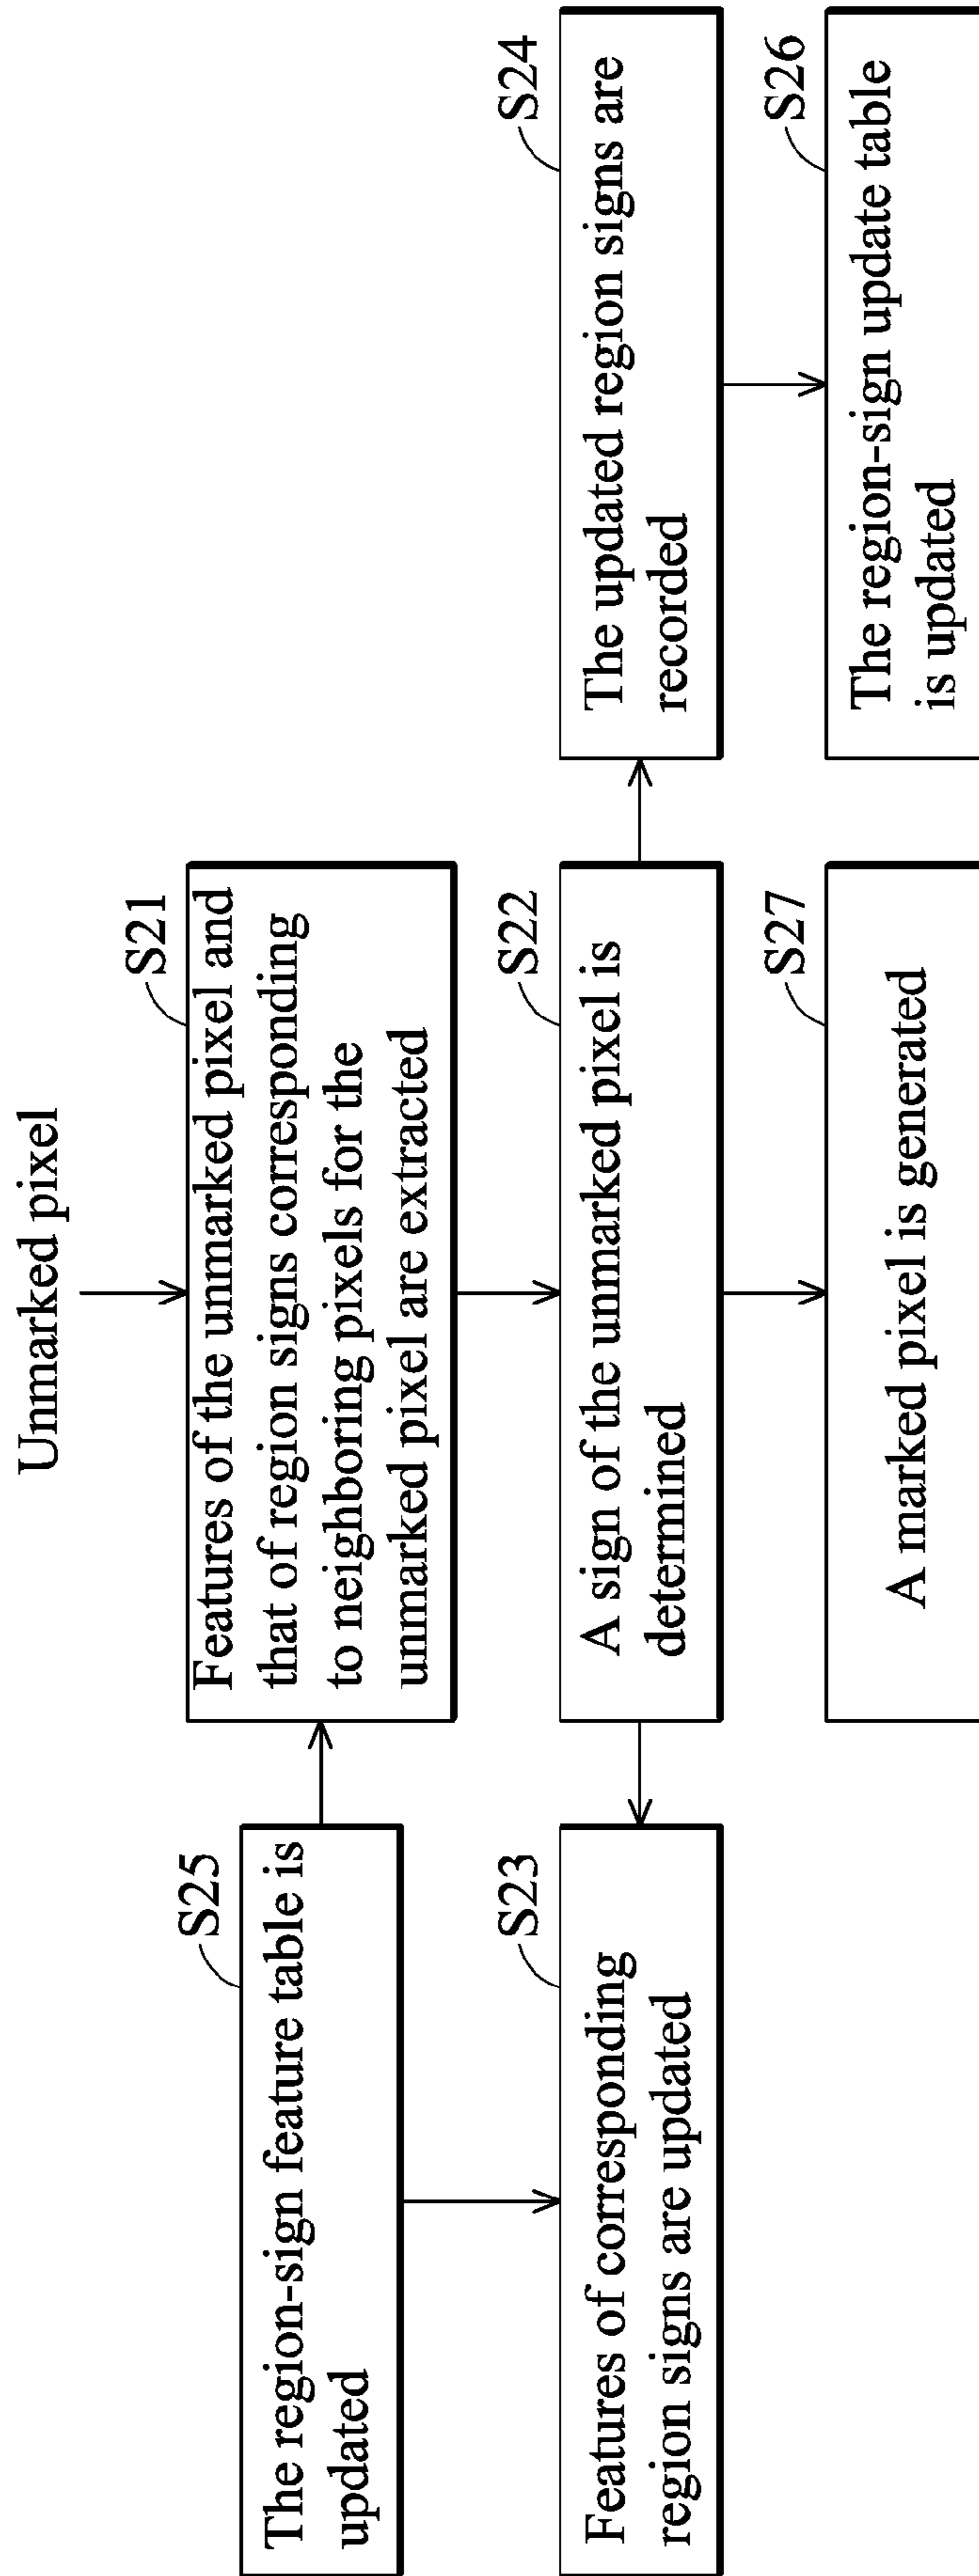 Unmarked pixel
S25
The region-sign feature table is
updated
S21
Features of the unmarked pixel and
that of region signs corresponding
to neighboring pixels for the
unmarked pixel are extracted
S23
Features of corresponding
region signs are updated
S22
A sign of the unmarked pixel is
determined
S24
The updated region signs are
recorded
S27
A marked pixel is generated
S26
The region-sign update table
is updated